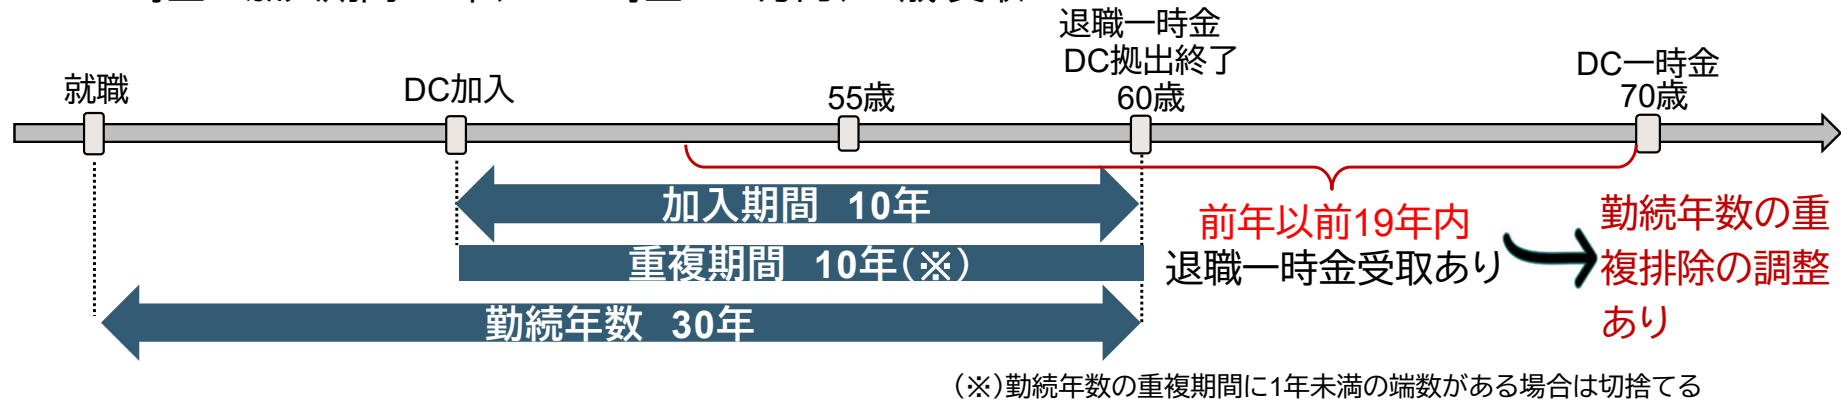 退職一時金
DC拠出終了
60歳
就職
DC加入
55歳
DC一時金
70歳
加入期間 10年
重複期間 10年(※)
勤続年数 30年
前年以前19年内
退職一時金受取あり
勤続年数の重
複排除の調整
あり
(※)勤続年数の重複期間に1年未満の端数がある場合は切捨てる